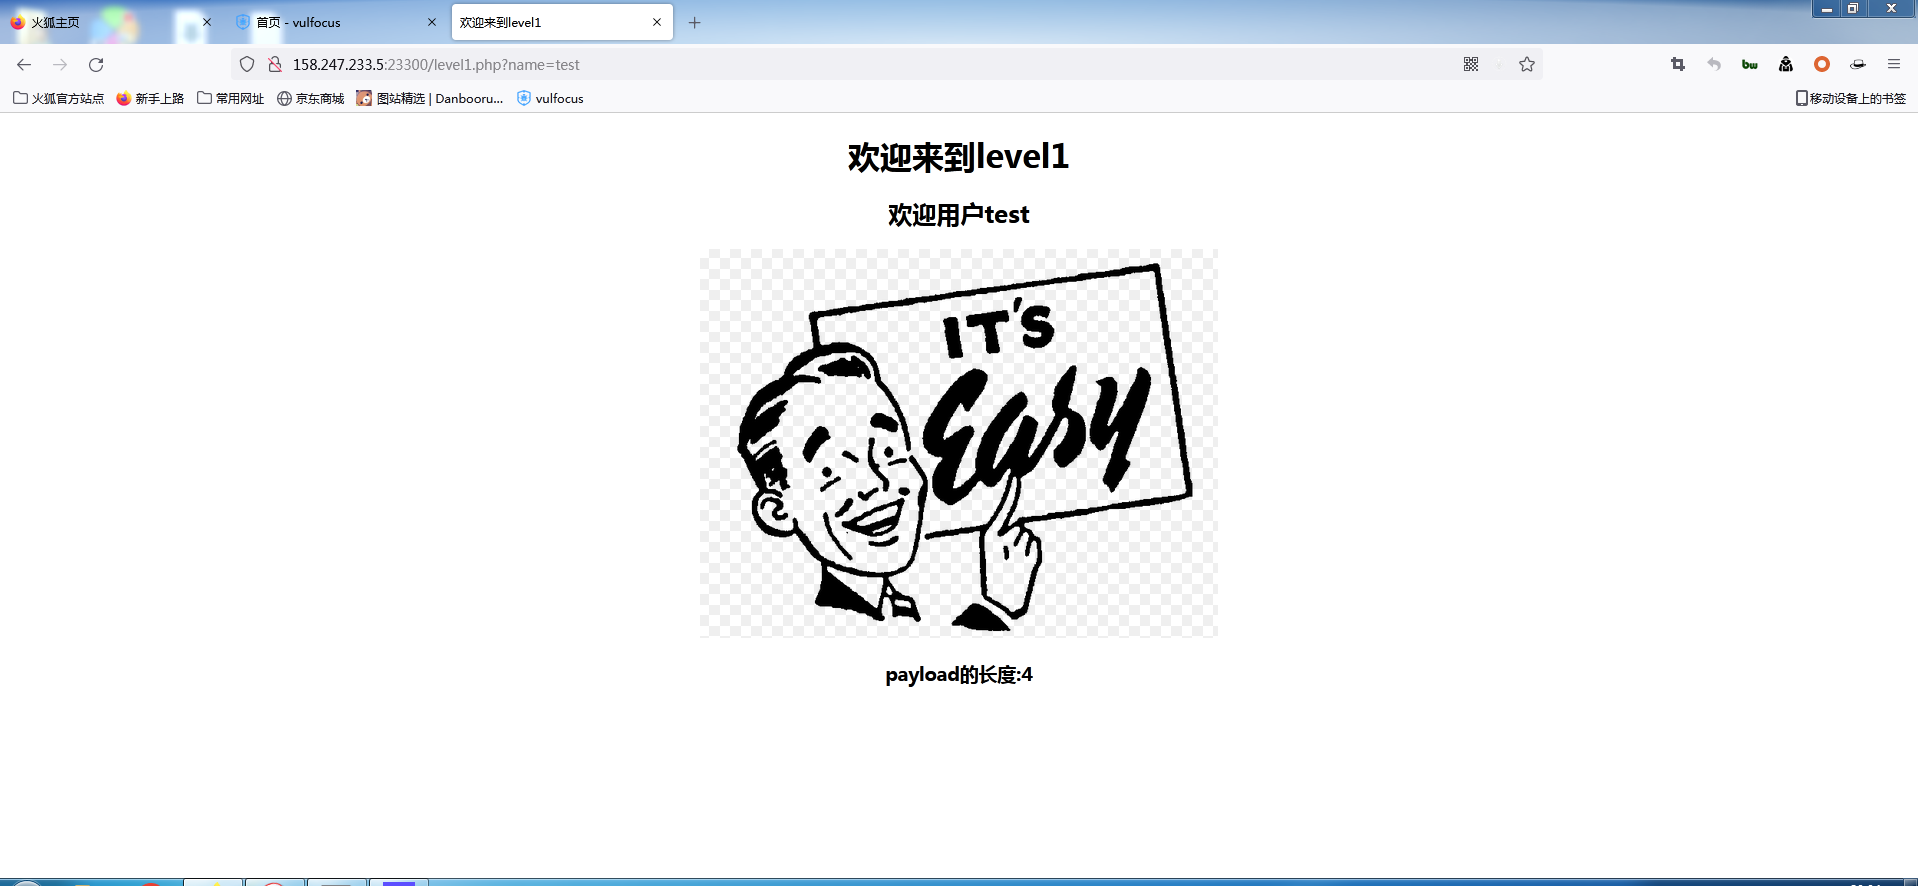 火狐主页
首页 - vulfocus
欢迎来到level1
158.247.233.5:23300/level1.php?name=test
bw
火狐官方站点
新手上路
常用网址
京东商城
图站精选 | Danbooru...
vulfocus
移动设备上的书签
欢迎来到level1
欢迎用户test
IT'S
Easy
payload的长度:4